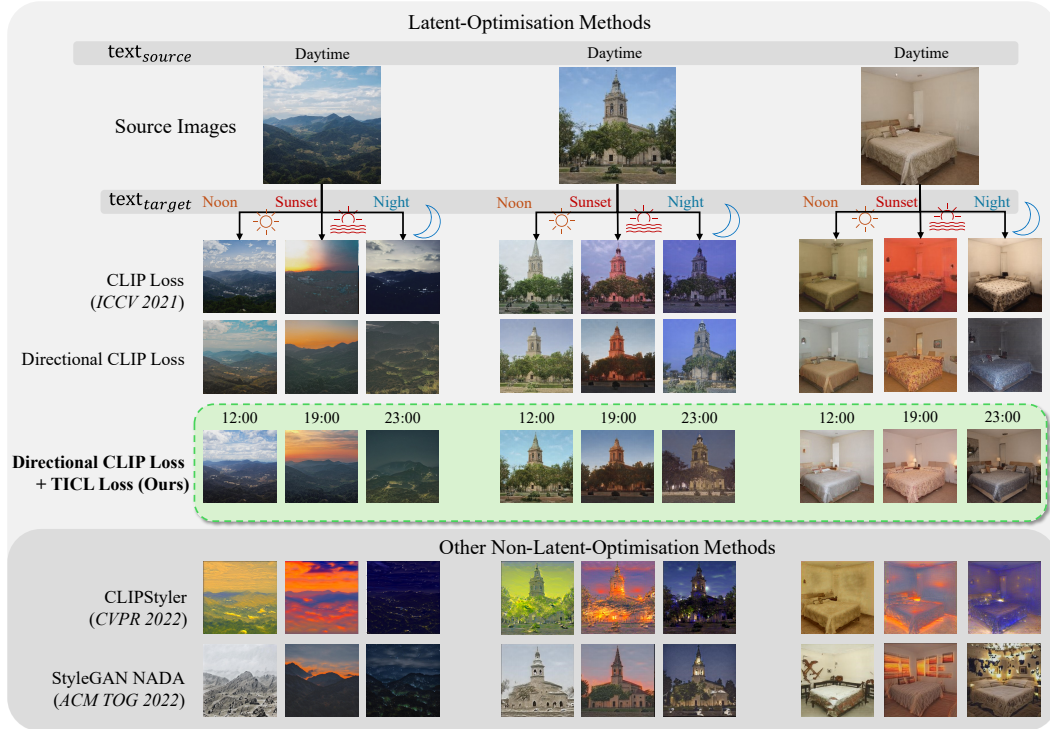 Latent-Optimisation Methods
text_source Daytime Daytime Daytime
Source Images
text_target Noon Sunset Night Noon Sunset Night Noon Sunset Night
CLIP Loss
(ICCV 2021)
Directional CLIP Loss
12:00 19:00 23:00 12:00 19:00 23:00 12:00 19:00 23:00
Directional CLIP Loss
+ TICL Loss (Ours)
Other Non-Latent-Optimisation Methods
CLIPStyler
(CVPR 2022)
StyleGAN NADA
(ACM TOG 2022)